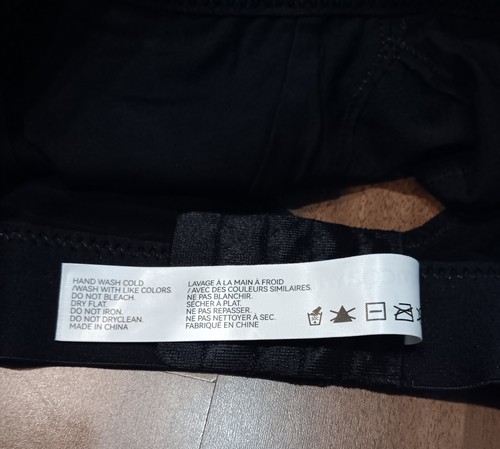 HAND WASH COLD
/WASH WITH LIKE COLORS.
DO NOT BLEACH.
DRY FLAT.
DO NOT IRON.
DO NOT DRYCLEAN.
MADE IN CHINA
LAVAGE À LA MAIN À FROID
/AVEC DES COULEURS SIMILAIRES.
NE PAS BLANCHIR.
SÉCHER À PLAT.
NE PAS REPASSER.
NE PAS NETTOYER À SEC.
FABRIQUÉ EN CHINE